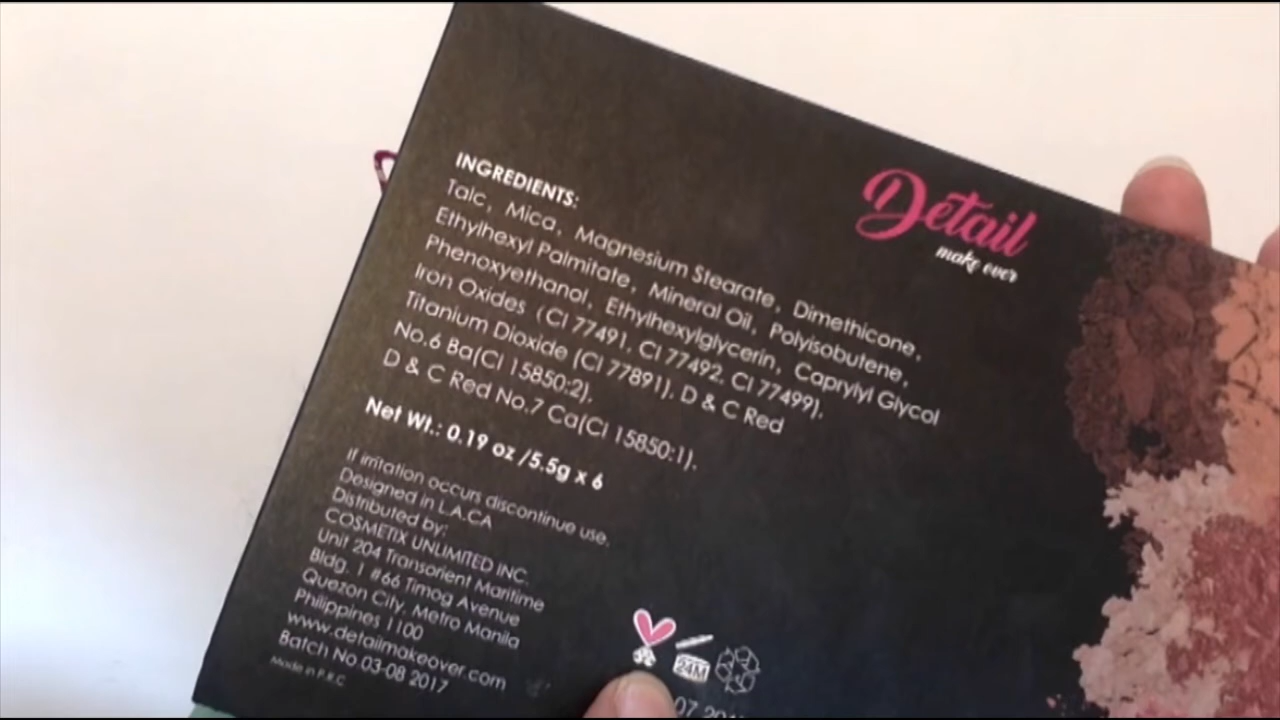 Detail
make over
INGREDIENTS:
Talc, Mica, Magnesium Stearate, Dimethicone,
Ethylhexyl Palmitate, Mineral Oil, Polyisobutene,
Phenoxyethanol, Ethylhexylglycerin, Caprylyl Glycol
Iron Oxides (CI 77491, CI 77492, CI 77499),
Titanium Dioxide (CI 77891), D & C Red
No.6 Ba(CI 15850:2),
D & C Red No.7 Ca(CI 15850:1).
Net Wt.: 0.19 oz /5.5g x 6
If irritation occurs discontinue use.
Designed in L.A.CA
Distributed by:
COSMETIX UNLIMITED INC.
Unit 204 Transorient Maritime
Bldg. 1 #66 Timog Avenue
Quezon City, Metro Manila
Philippines 1100
www.detailmakeover.com
Batch No 03-08 2017
Made in P.R.C
24M